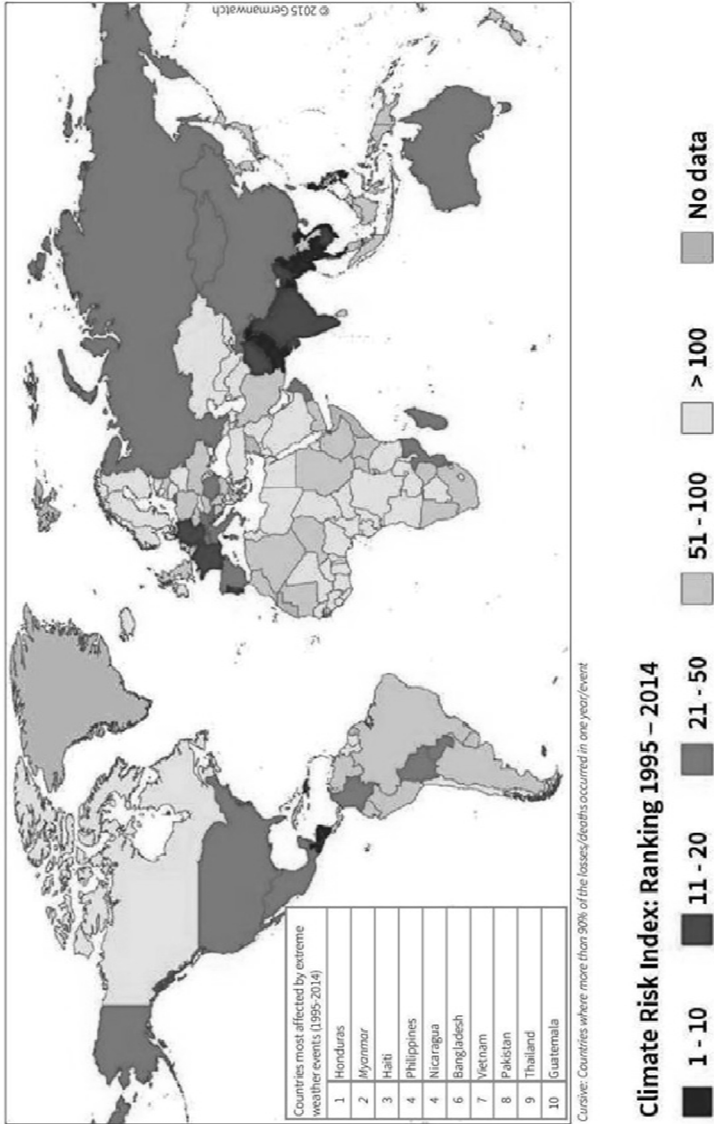 © 2015 Germanwatch
Countries most affected by extreme
weather events (1995-2014)
1 Honduras
2 Myanmar
3 Haiti
4 Philippines
4 Nicaragua
6 Bangladesh
7 Vietnam
8 Pakistan
9 Thailand
10 Guatemala
Cursive: Countries where more than 90% of the losses/deaths occurred in one year/event
Climate Risk Index: Ranking 1995 – 2014
1 - 10 11 - 20 21 - 50 51 - 100 > 100 No data